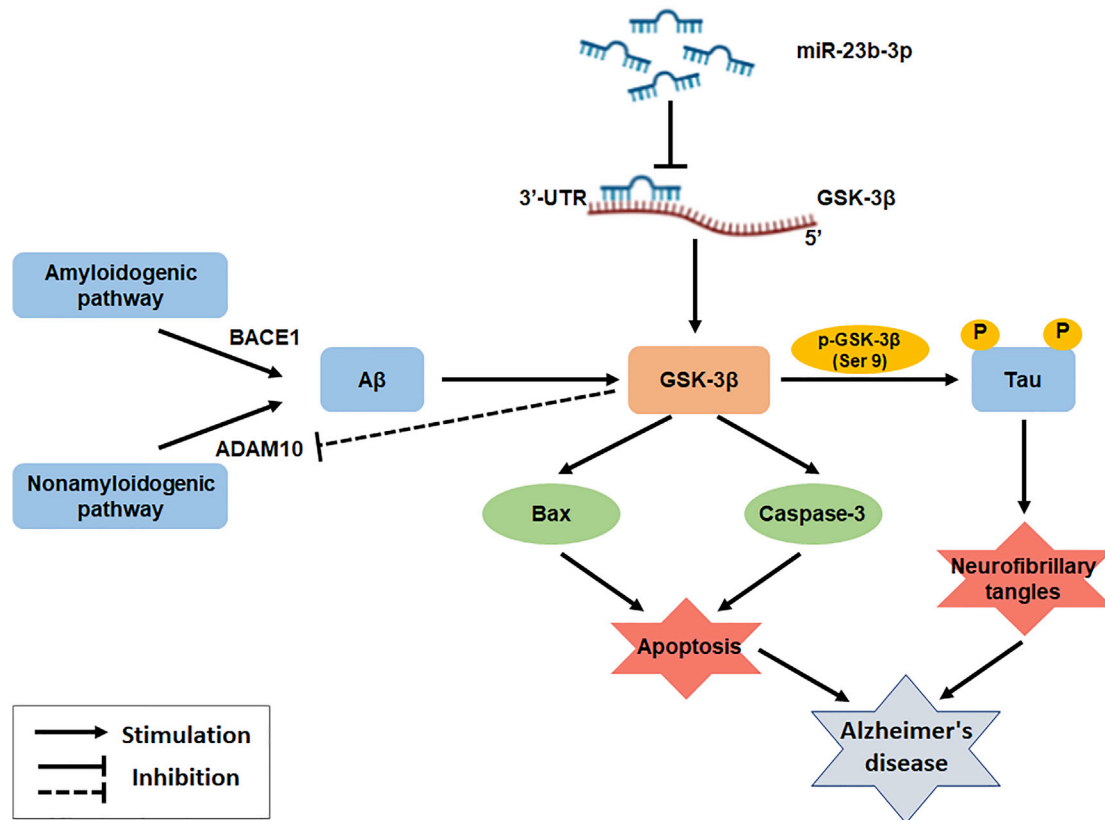 miR-23b-3p
3'-UTR
GSK-3β
5'
Amyloidogenic
pathway
BACE1
Aβ
GSK-3β
p-GSK-3β
(Ser 9)
P
P
Tau
ADAM10
Nonamyloidogenic
pathway
Bax
Caspase-3
Neurofibrillary
tangles
Apoptosis
Alzheimer's
disease
Stimulation
Inhibition